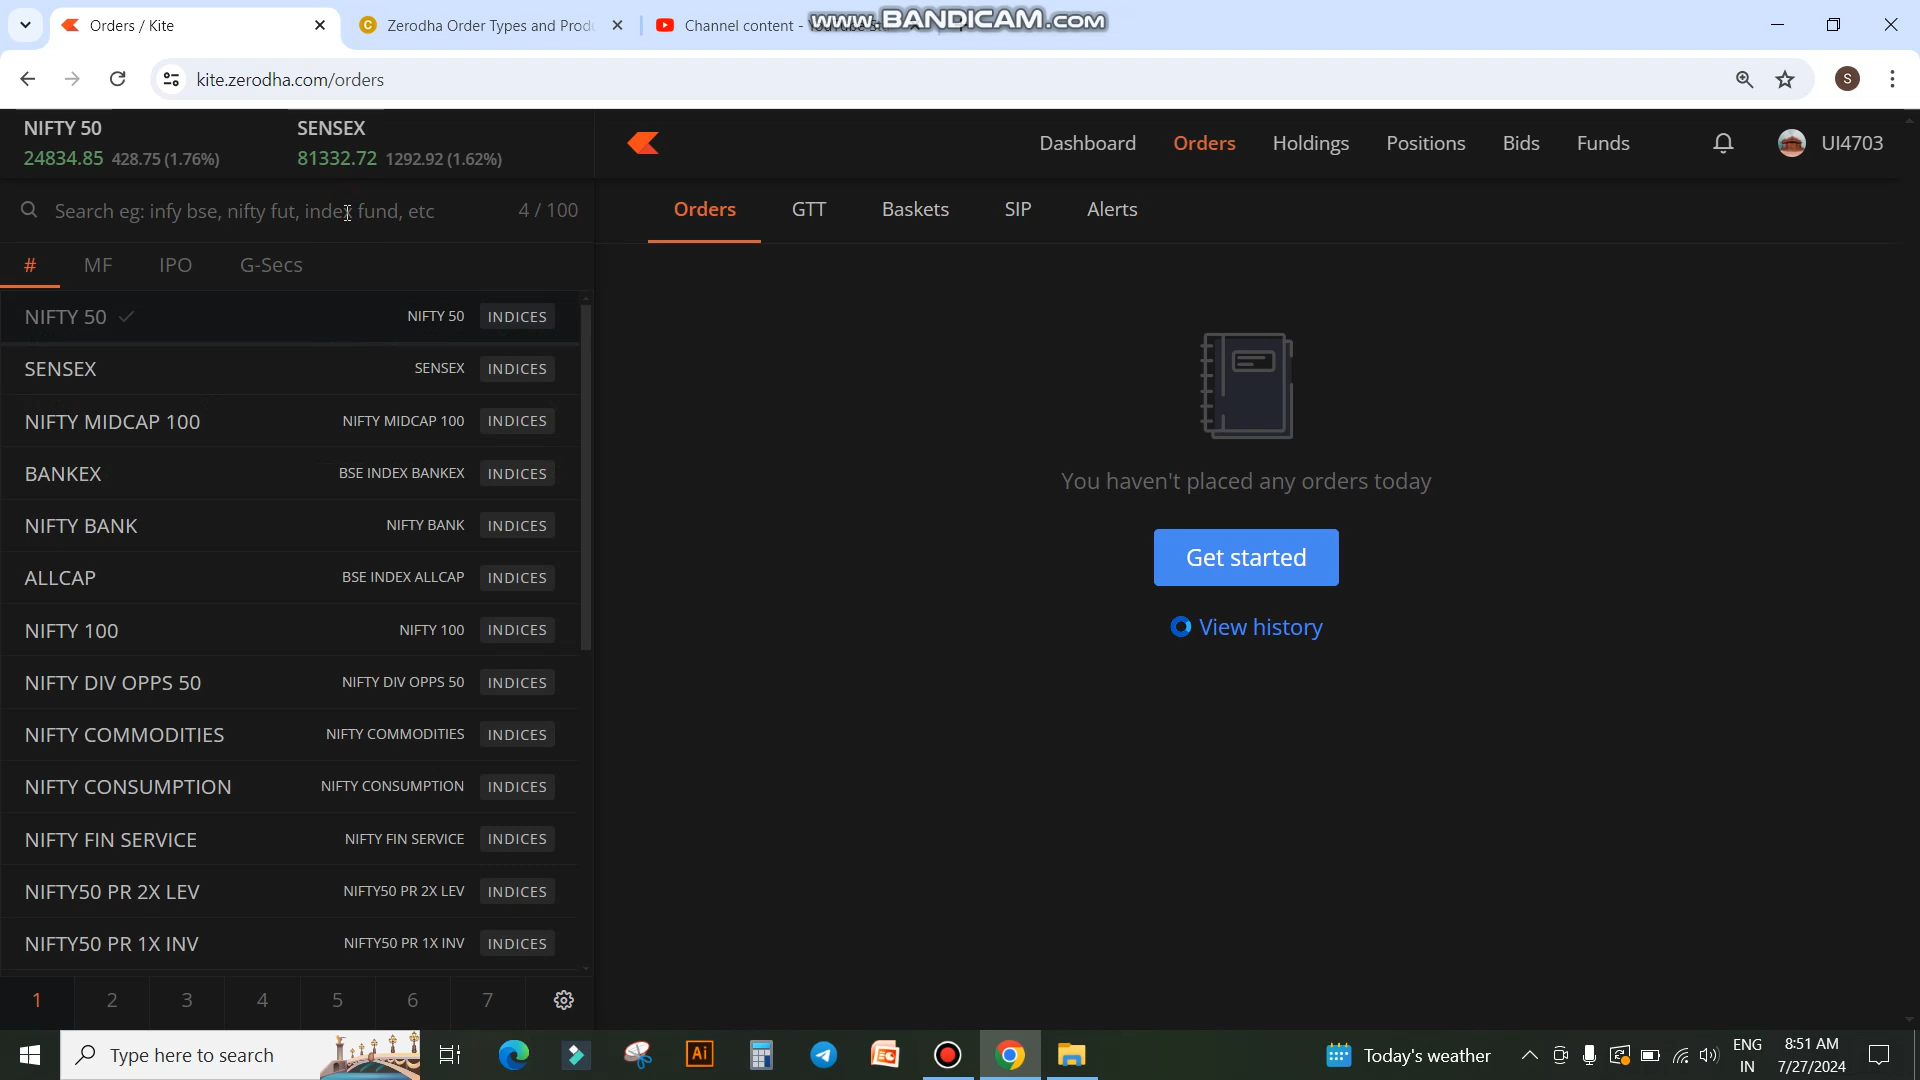 Orders / Kite
Zerodha Order Types and Prod
Channel content -
www.BANDICAM.com
kite.zerodha.com/orders
S
NIFTY 50
24834.85 428.75 (1.76%)
SENSEX
81332.72 1292.92 (1.62%)
Dashboard
Orders
Holdings
Positions
Bids
Funds
UI4703
Search eg: infy bse, nifty fut, index fund, etc
4 / 100
Orders
GTT
Baskets
SIP
Alerts
#
MF
IPO
G-Secs
NIFTY 50 NIFTY 50 INDICES
SENSEX SENSEX INDICES
NIFTY MIDCAP 100 NIFTY MIDCAP 100 INDICES
BANKEX BSE INDEX BANKEX INDICES
NIFTY BANK NIFTY BANK INDICES
ALLCAP BSE INDEX ALLCAP INDICES
NIFTY 100 NIFTY 100 INDICES
NIFTY DIV OPPS 50 NIFTY DIV OPPS 50 INDICES
NIFTY COMMODITIES NIFTY COMMODITIES INDICES
NIFTY CONSUMPTION NIFTY CONSUMPTION INDICES
NIFTY FIN SERVICE NIFTY FIN SERVICE INDICES
NIFTY50 PR 2X LEV NIFTY50 PR 2X LEV INDICES
NIFTY50 PR 1X INV NIFTY50 PR 1X INV INDICES
1 2 3 4 5 6 7
You haven't placed any orders today
Get started
View history
Type here to search
Ai
Today's weather
ENG
IN
8:51 AM
7/27/2024